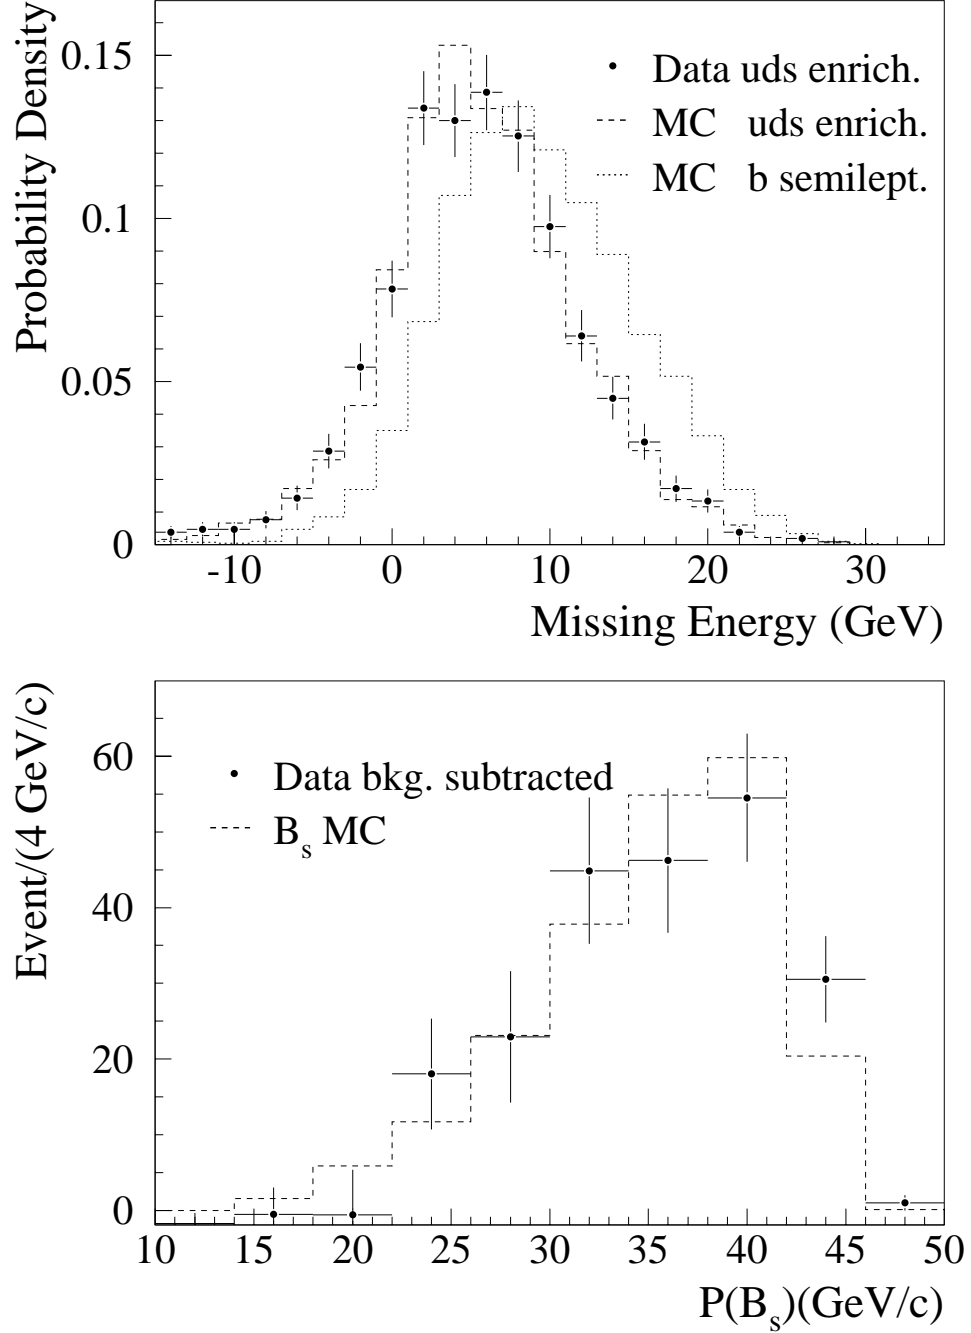 Probability Density
0.15
0.1
0.05
0
Data uds enrich.
MC uds enrich.
MC b semilept.
-10 0 10 20 30
Missing Energy (GeV)
Event/(4 GeV/c)
60
40
20
0
Data bkg. subtracted
B_s MC
10 15 20 25 30 35 40 45 50
P(B_s)(GeV/c)